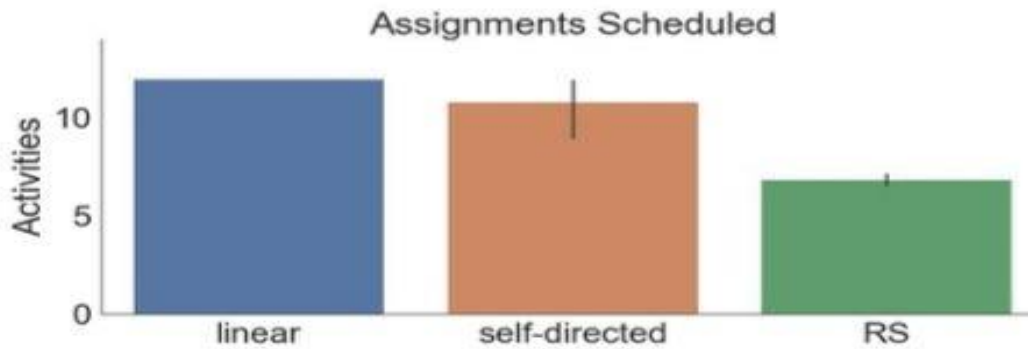 Assignments Scheduled
Activities
10
5
0
linear self-directed RS